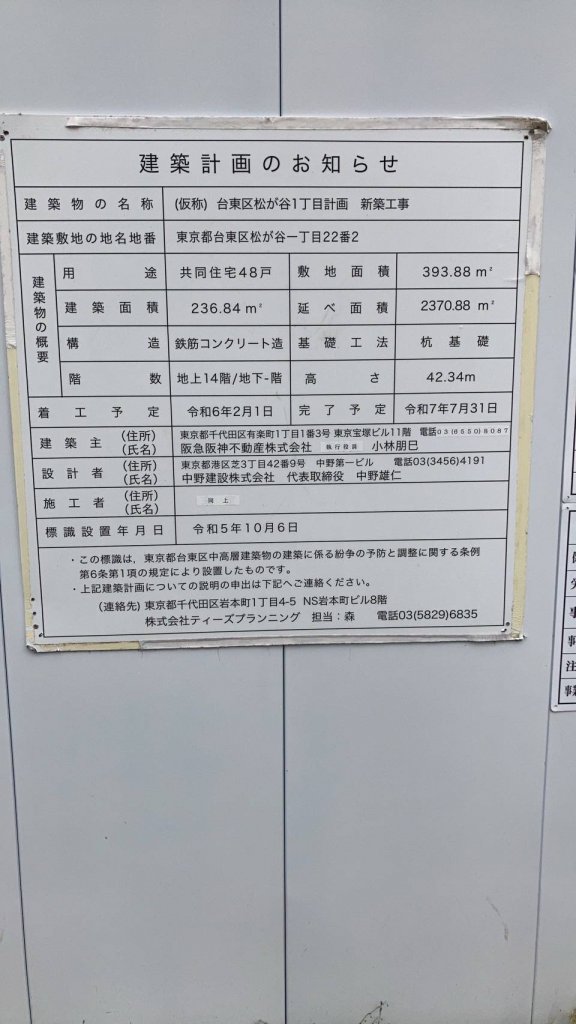 建築計画のお知らせ
建築物の名称 (仮称) 台東区松が谷1丁目計画 新築工事
建築敷地の地名地番 東京都台東区松が谷一丁目22番2
建築物の概要
用途 共同住宅48戸 敷地面積 393.88㎡
建築面積 236.84㎡ 延べ面積 2370.88㎡
構造 鉄筋コンクリート造 基礎工法 杭基礎
階数 地上14階/地下-階 高さ 42.34m
着工予定 令和6年2月1日 完了予定 令和7年7月31日
建築主 (住所) 東京都千代田区有楽町1丁目1番3号 東京宝塚ビル11階 電話03(6550)8087
(氏名) 阪急阪神不動産株式会社 執行役員 小林朋巳
設計者 (住所) 東京都港区芝3丁目42番9号 中野第一ビル 電話03(3456)4191
(氏名) 中野建設株式会社 代表取締役 中野雄仁
施工者 (住所) 同上
(氏名)
標識設置年月日 令和5年10月6日
・この標識は、東京都台東区中高層建築物の建築に係る紛争の予防と調整に関する条例
第6条第1項の規定により設置したものです。
・上記建築計画についての説明の申出は下記へご連絡ください。
(連絡先) 東京都千代田区岩本町1丁目4-5 NS岩本町ビル8階
株式会社ティーズプランニング 担当：森 電話03(5829)6835